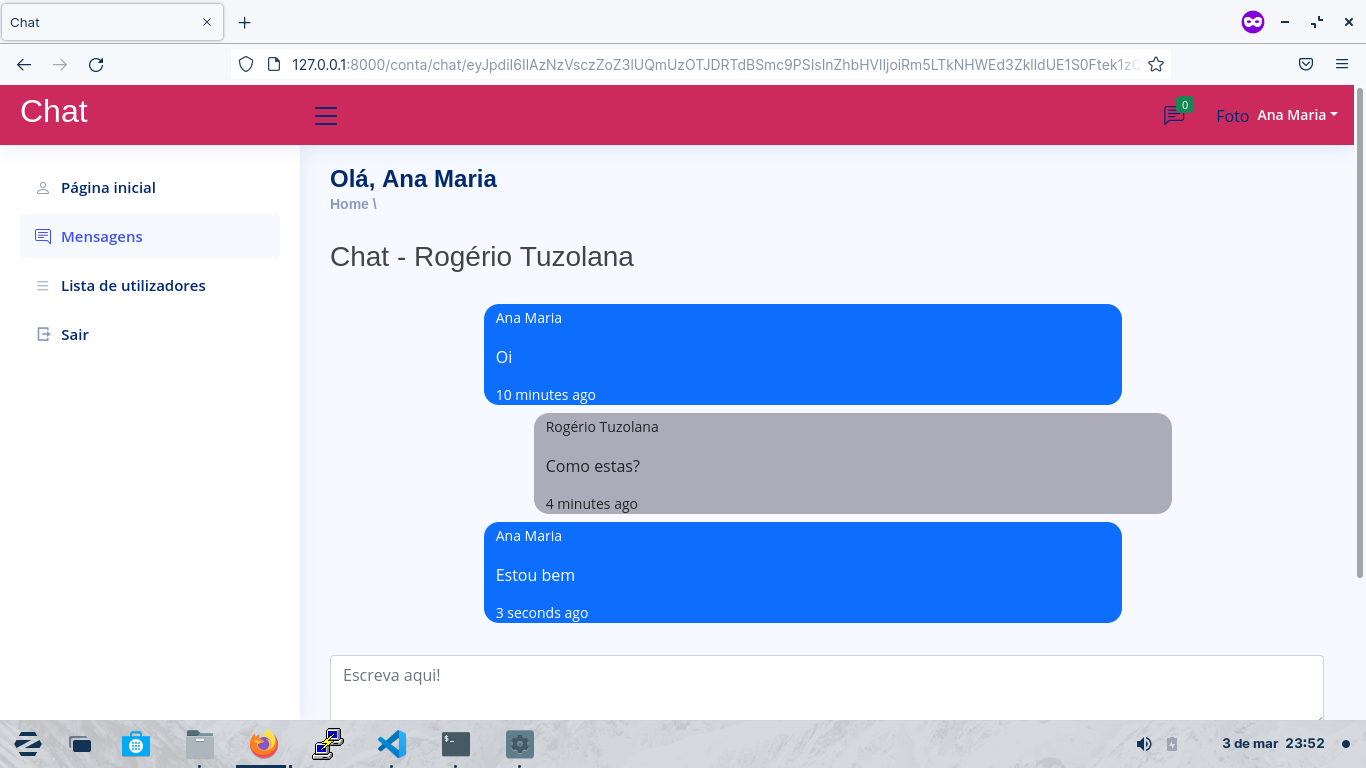 Chat
127.0.0.1:8000/conta/chat/
Chat
0
Foto Ana Maria
Página inicial
Mensagens
Lista de utilizadores
Sair
Olá, Ana Maria
Home \
Chat - Rogério Tuzolana
Ana Maria
Oi
10 minutes ago
Rogério Tuzolana
Como estas?
4 minutes ago
Ana Maria
Estou bem
3 seconds ago
Escreva aqui!
3 de mar 23:52